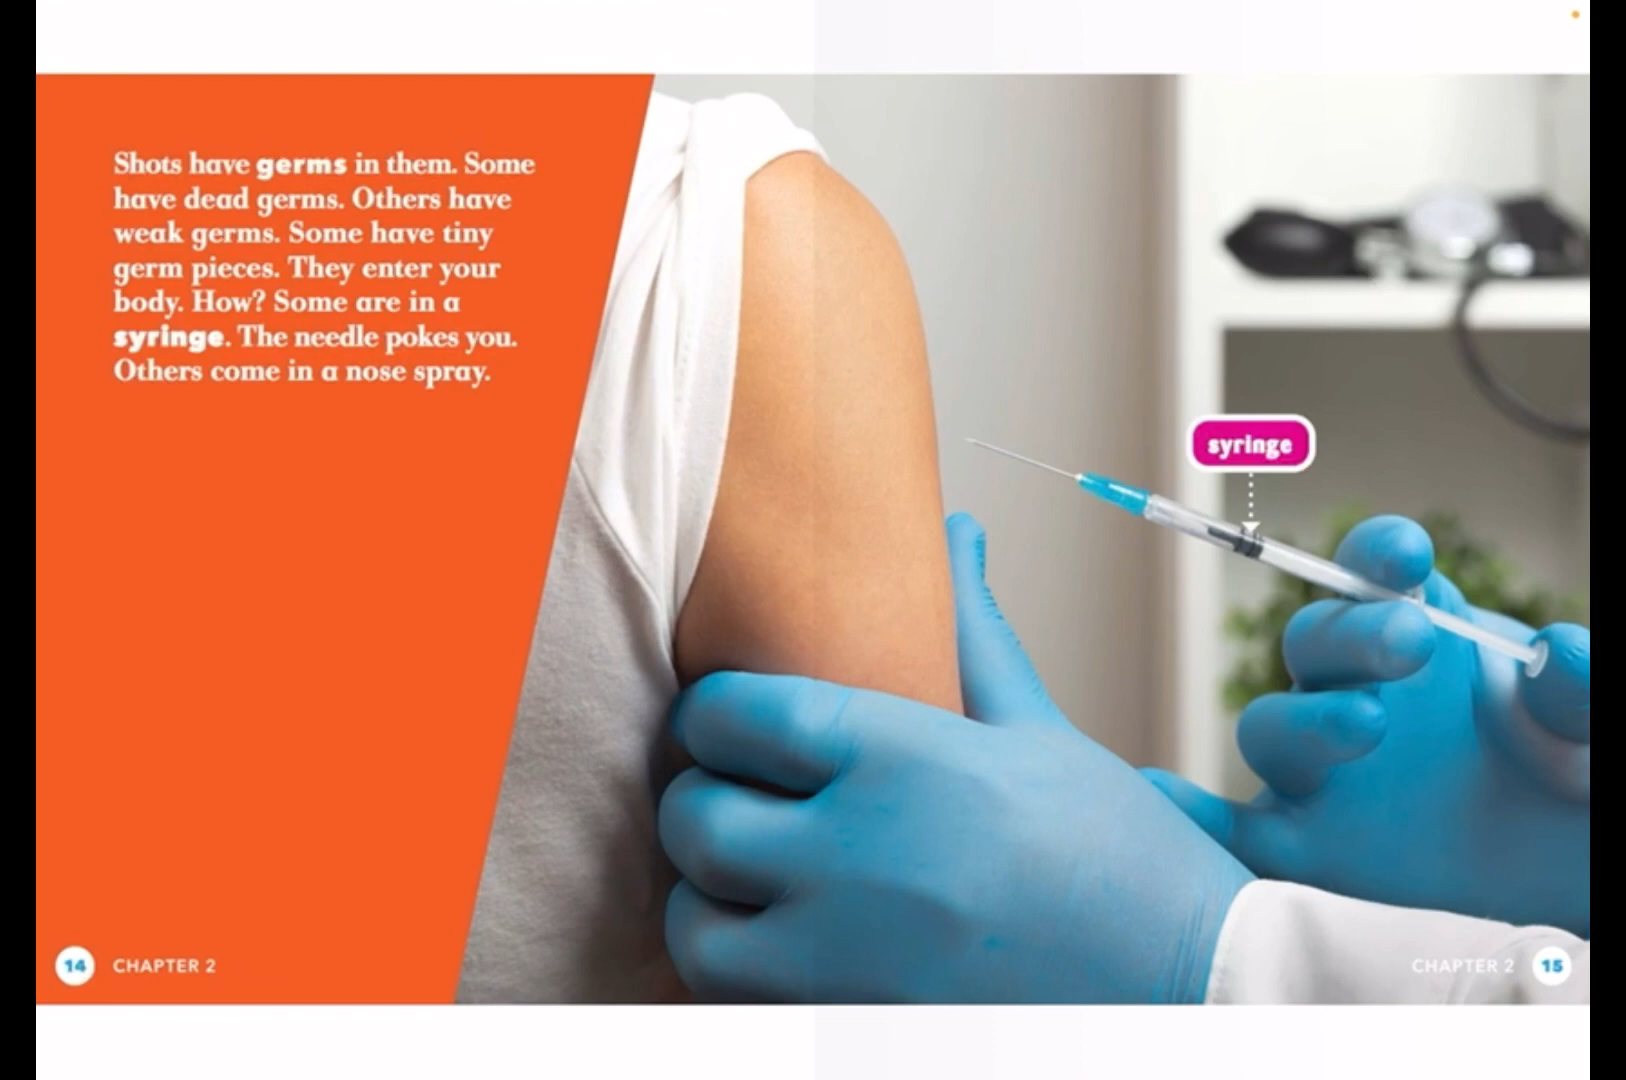 Shots have germs in them. Some
have dead germs. Others have
weak germs. Some have tiny
germ pieces. They enter your
body. How? Some are in a
syringe. The needle pokes you.
Others come in a nose spray.
syringe
14 CHAPTER 2
CHAPTER 2 15